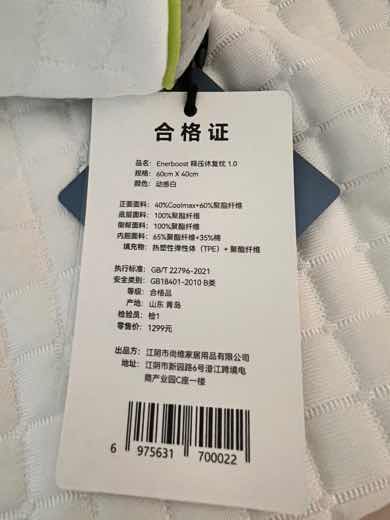 合格证
品名: Enerboost 释压休复枕 1.0
规格: 60cm X 40cm
颜色: 动感白
正面面料: 40%Coolmax+60%聚酯纤维
底层面料: 100%聚酯纤维
侧帮面料: 100%聚酯纤维
内胆面料: 65%聚酯纤维+35%棉
填充物: 热塑性弹性体（TPE）+ 聚酯纤维
执行标准: GB/T 22796-2021
安全类别: GB18401-2010 B类
等级: 合格品
产地: 山东 青岛
检验员: 检1
零售价: 1299元
出品方: 江阴市尚维家居用品有限公司
地址: 江阴市新园路6号澄江跨境电
商产业园C座一楼
6 975631 700022